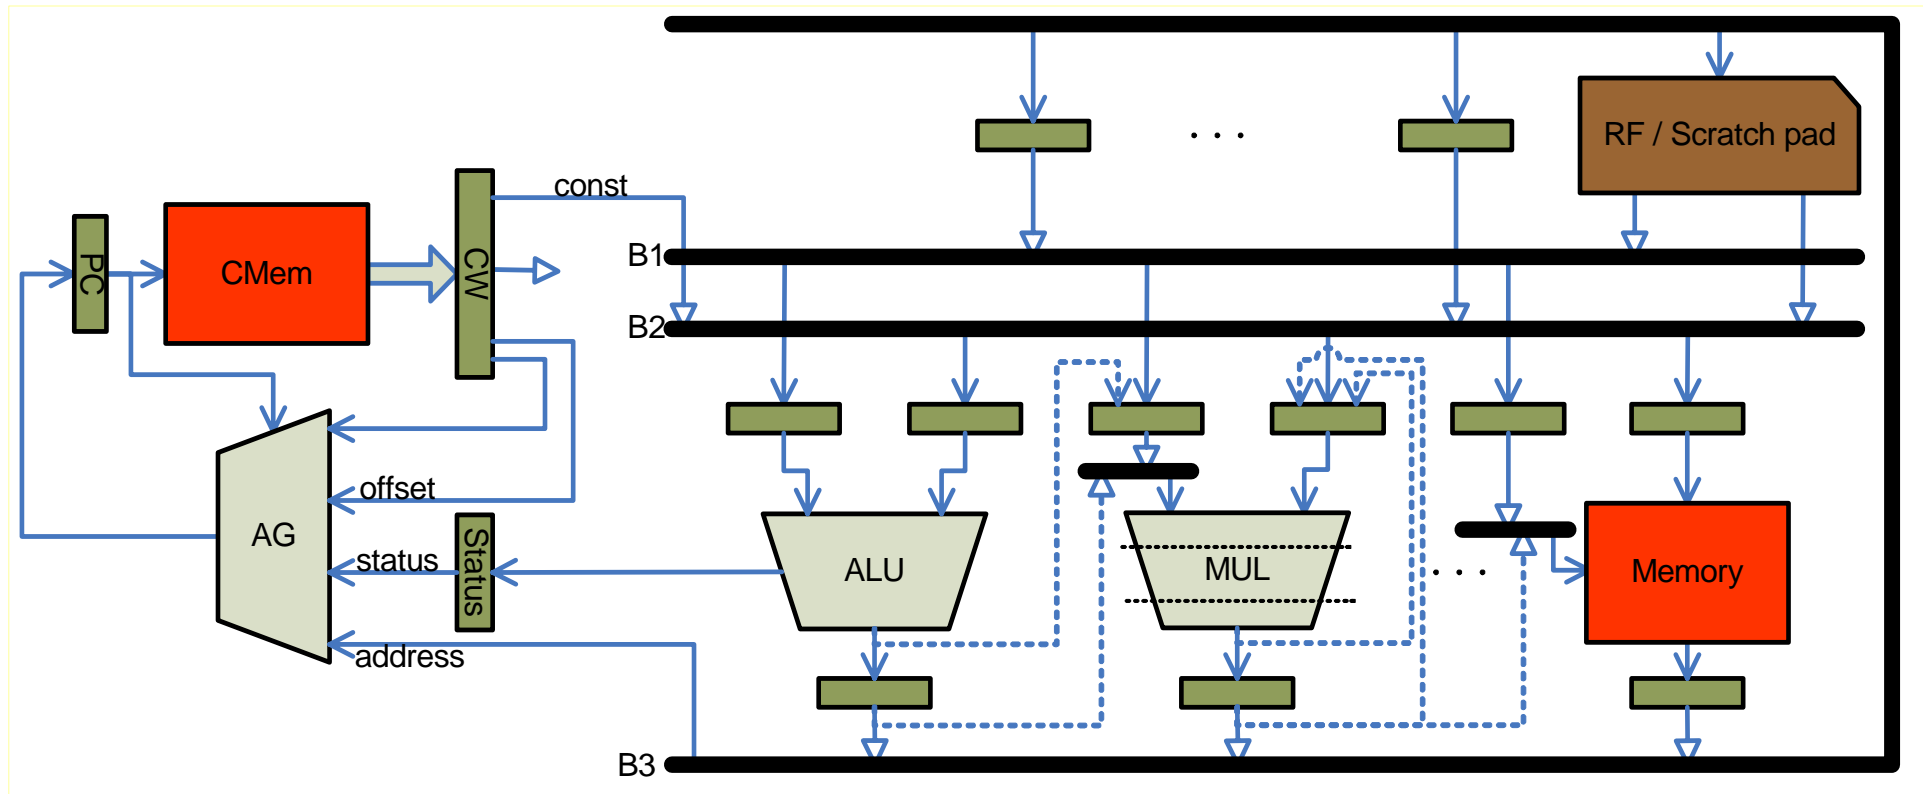 . . .
RF / Scratch pad
const
PC
CMem
CW
B1
B2
offset
AG
status
Status
address
ALU
MUL
. . .
Memory
B3